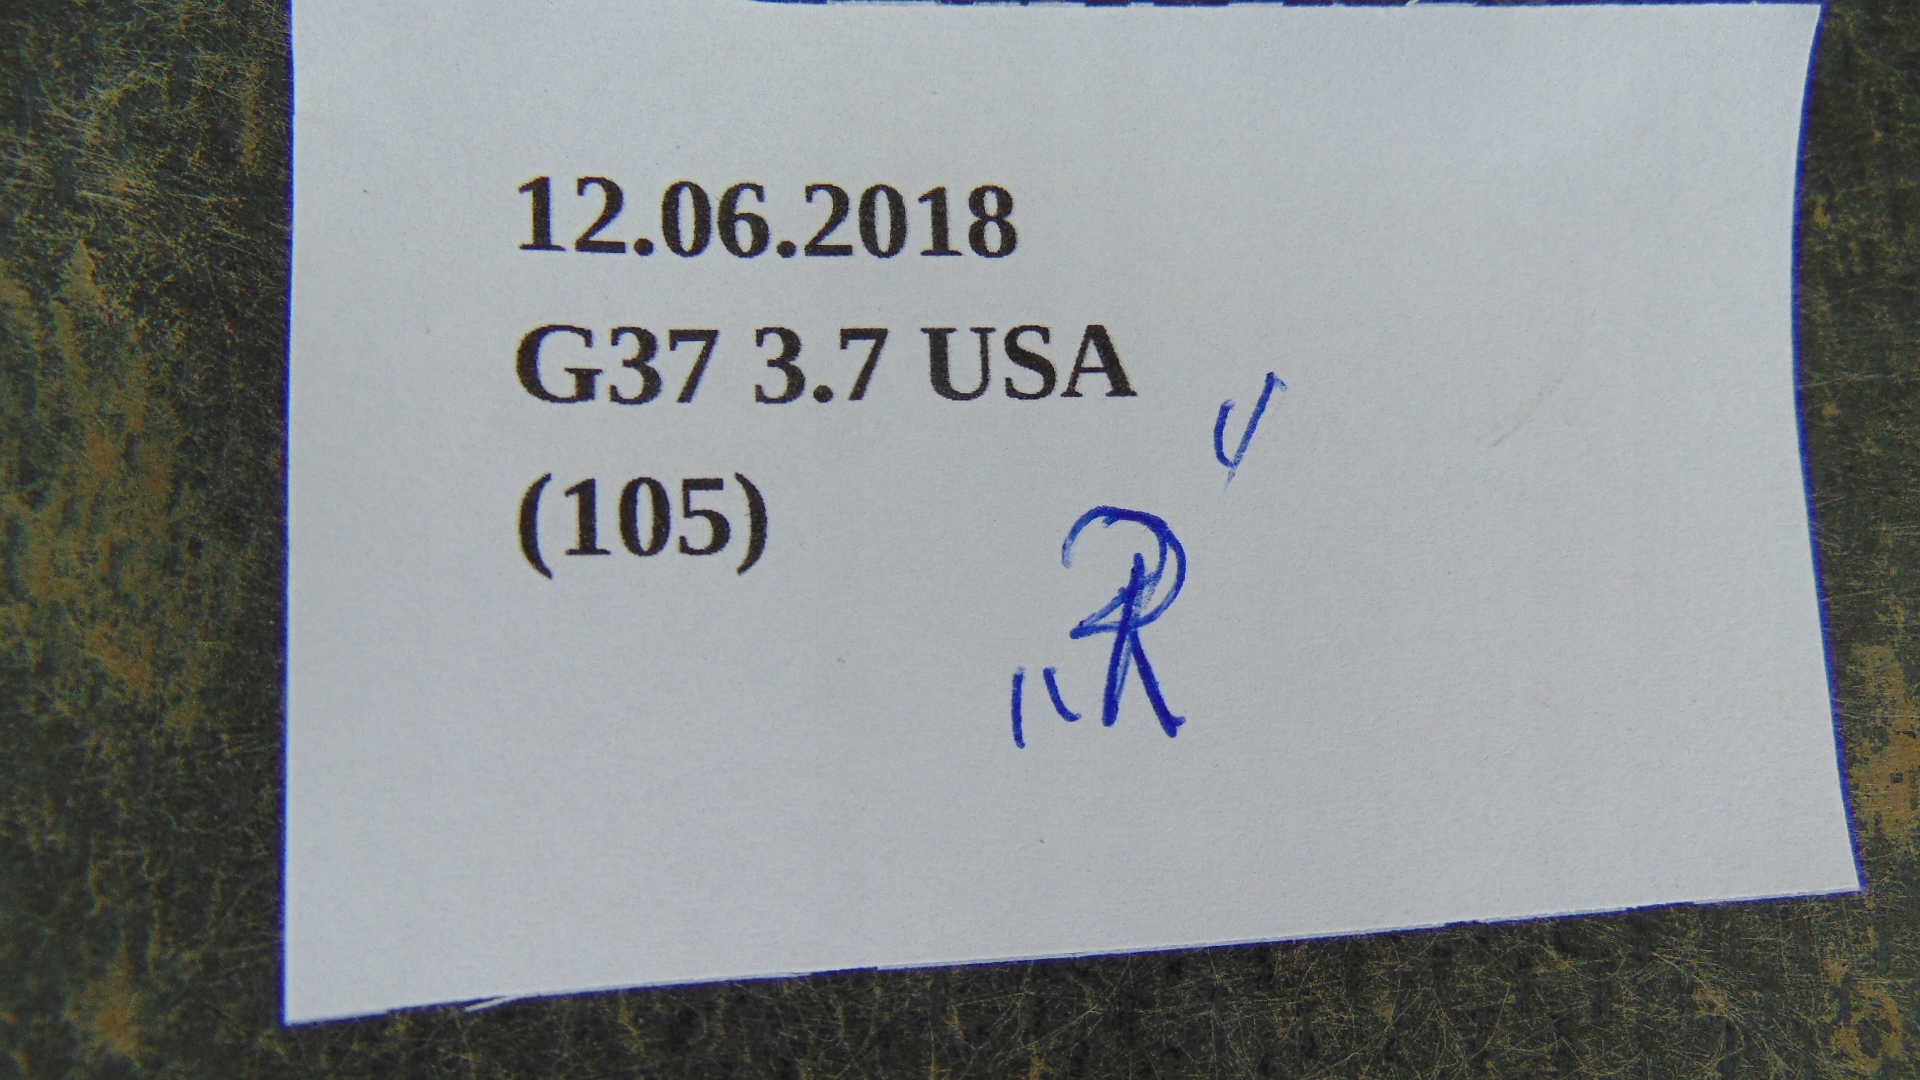 12.06.2018
G37 3.7 USA
(105)
"R"